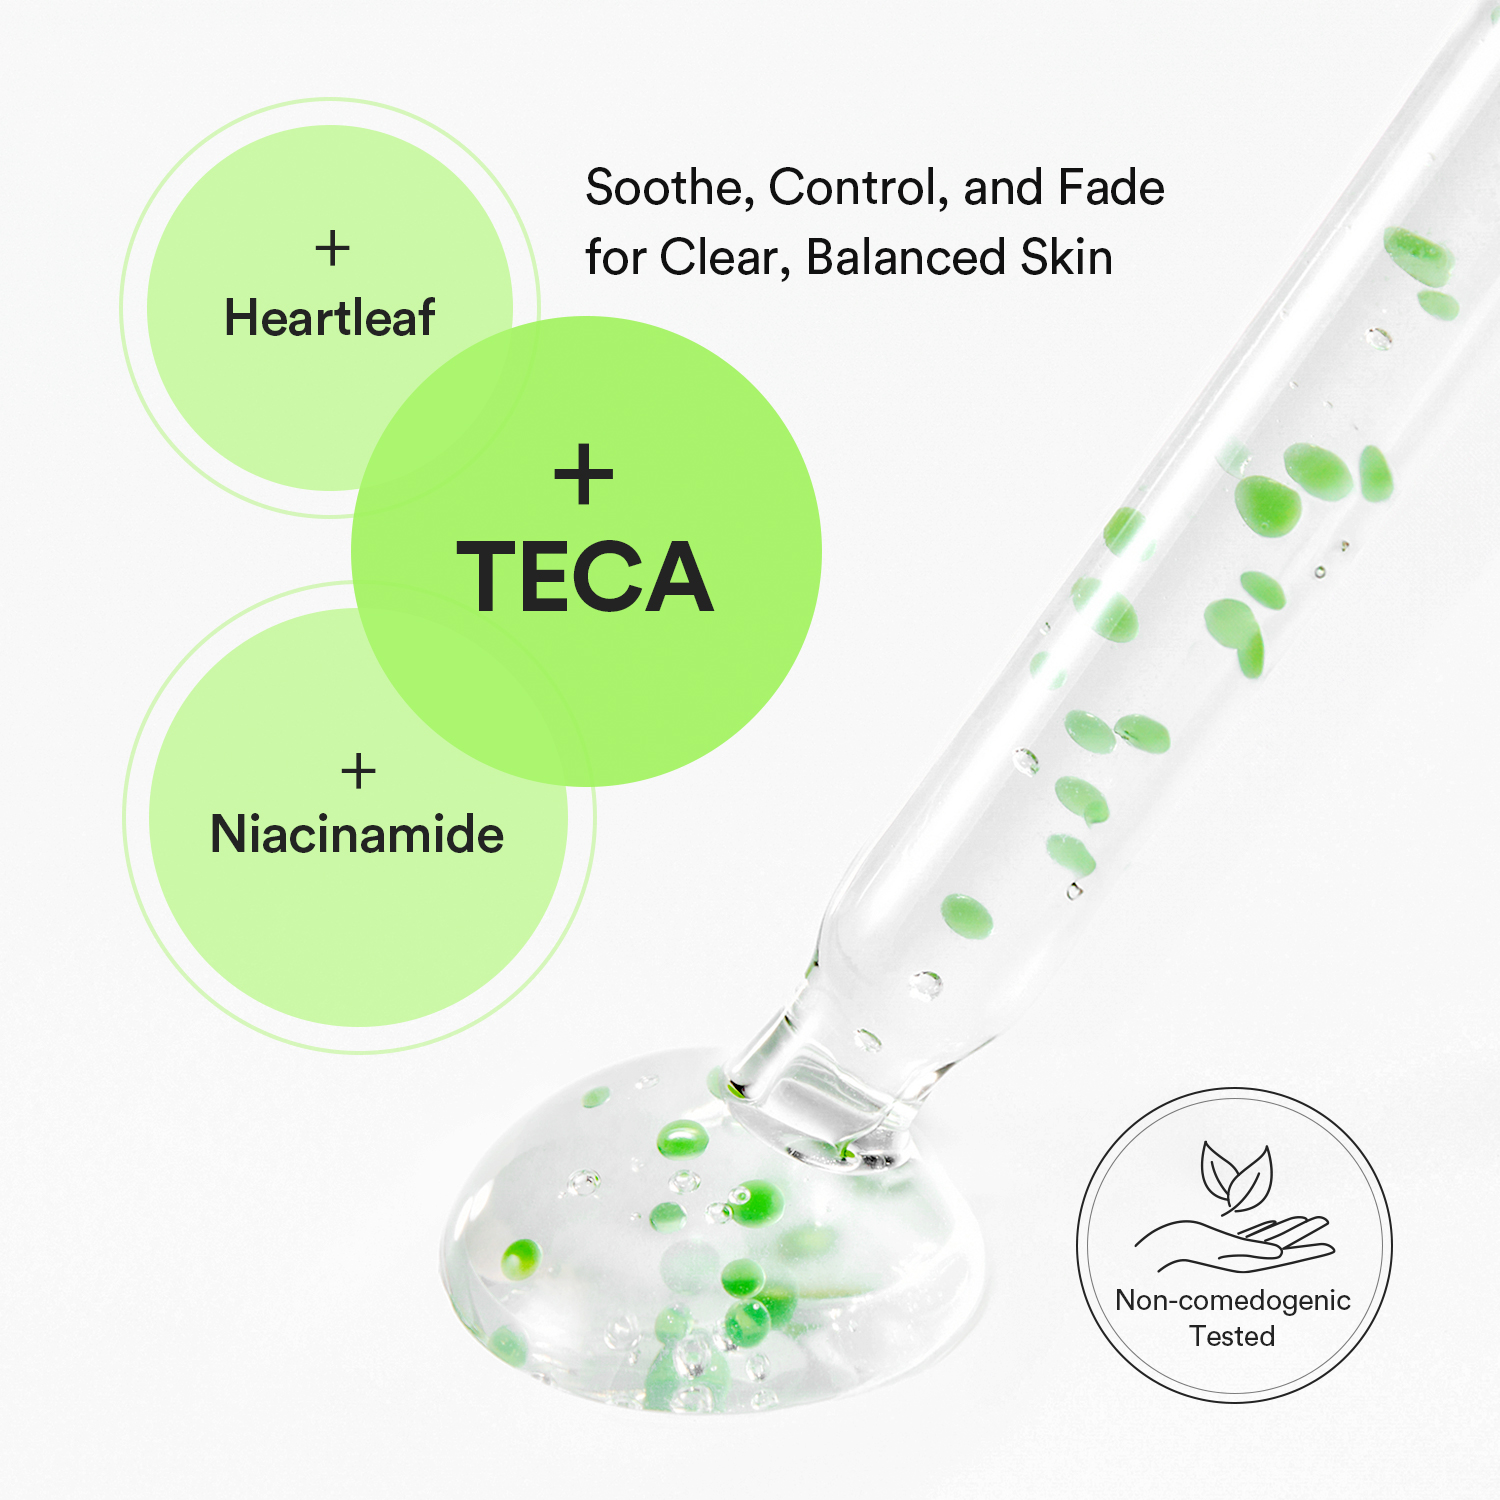 Soothe, Control, and Fade
for Clear, Balanced Skin
+
Heartleaf
+
TECA
+
Niacinamide
Non-comedogenic
Tested